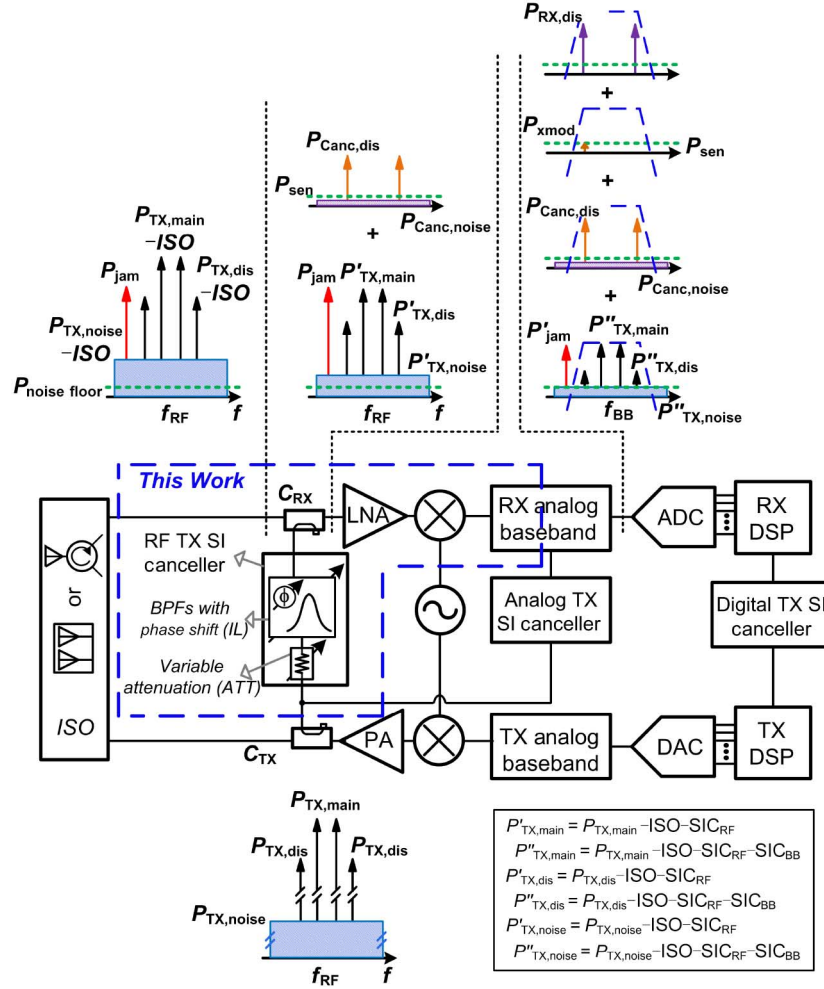 P_RX,dis
+
P_xmod
P_sen
+
P_Canc,dis
P_Canc,noise
+
P'_jam
P''_TX,main
P''_TX,dis
f_BB
P''_TX,noise
P_Canc,dis
P_sen
P_Canc,noise
+
P_jam
P'_TX,main
P'_TX,dis
P'_TX,noise
f_RF
f
P_TX,main
–ISO
P_jam
P_TX,dis
–ISO
P_TX,noise
–ISO
P_noise floor
f_RF
f
This Work
C_RX
LNA
RX analog
baseband
ADC
RX
DSP
RF TX SI
canceller
ϕ
BPFs with
phase shift (IL)
Variable
attenuation (ATT)
Analog TX
SI canceller
Digital TX SI
canceller
or
ISO
C_TX
PA
TX analog
baseband
DAC
TX
DSP
P_TX,main
P_TX,dis
P_TX,dis
P_TX,noise
f_RF
f
P'_TX,main = P_TX,main–ISO–SIC_RF
P''_TX,main = P_TX,main–ISO–SIC_RF–SIC_BB
P'_TX,dis = P_TX,dis–ISO–SIC_RF
P''_TX,dis = P_TX,dis–ISO–SIC_RF–SIC_BB
P'_TX,noise = P_TX,noise–ISO–SIC_RF
P''_TX,noise = P_TX,noise–ISO–SIC_RF–SIC_BB